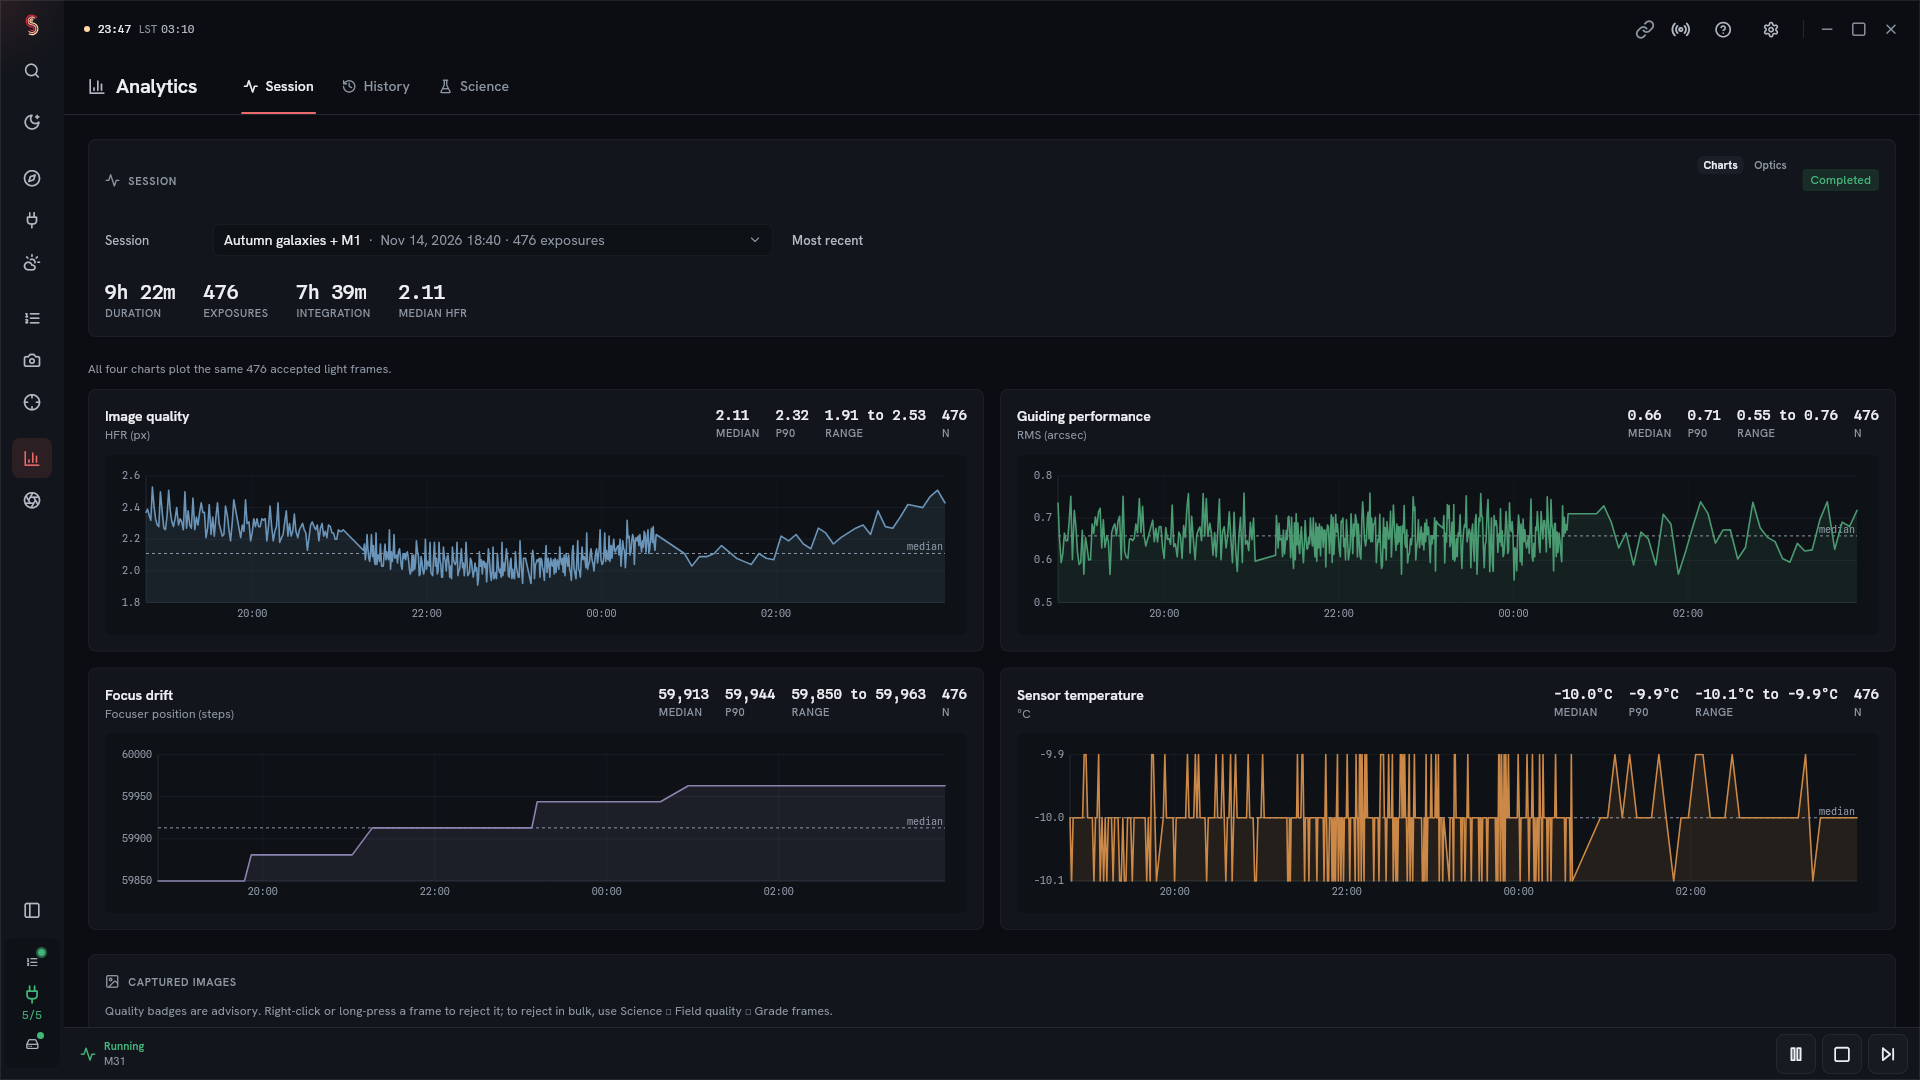 23:47 LST 03:10
Analytics
Session
History
Science
SESSION
Charts
Optics
Completed
Session
Autumn galaxies + M1 · Nov 14, 2026 18:40 · 476 exposures
Most recent
9h 22m
DURATION
476
EXPOSURES
7h 39m
INTEGRATION
2.11
MEDIAN HFR
All four charts plot the same 476 accepted light frames.
Image quality
HFR (px)
2.11
MEDIAN
2.32
P90
1.91 to 2.53
RANGE
476
N
2.6
2.4
2.2
2.0
1.8
median
20:00
22:00
00:00
02:00
Guiding performance
RMS (arcsec)
0.66
MEDIAN
0.71
P90
0.55 to 0.76
RANGE
476
N
0.8
0.7
0.6
0.5
median
20:00
22:00
00:00
02:00
Focus drift
Focuser position (steps)
59,913
MEDIAN
59,944
P90
59,850 to 59,963
RANGE
476
N
60000
59950
59900
59850
median
20:00
22:00
00:00
02:00
Sensor temperature
°C
-10.0°C
MEDIAN
-9.9°C
P90
-10.1°C to -9.9°C
RANGE
476
N
-9.9
-10.0
-10.1
median
20:00
22:00
00:00
02:00
CAPTURED IMAGES
Quality badges are advisory. Right-click or long-press a frame to reject it; to reject in bulk, use Science ▯ Field quality ▯ Grade frames.
5/5
Running
M31